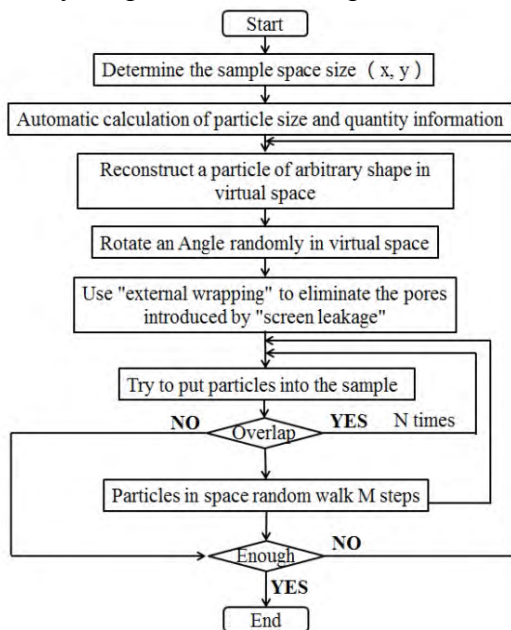 Start
Determine the sample space size ( x, y )
Automatic calculation of particle size and quantity information
Reconstruct a particle of arbitrary shape in
virtual space
Rotate an Angle randomly in virtual space
Use "external wrapping" to eliminate the pores
introduced by "screen leakage"
Try to put particles into the sample
NO
Overlap
YES
N times
Particles in space random walk M steps
Enough
NO
YES
End